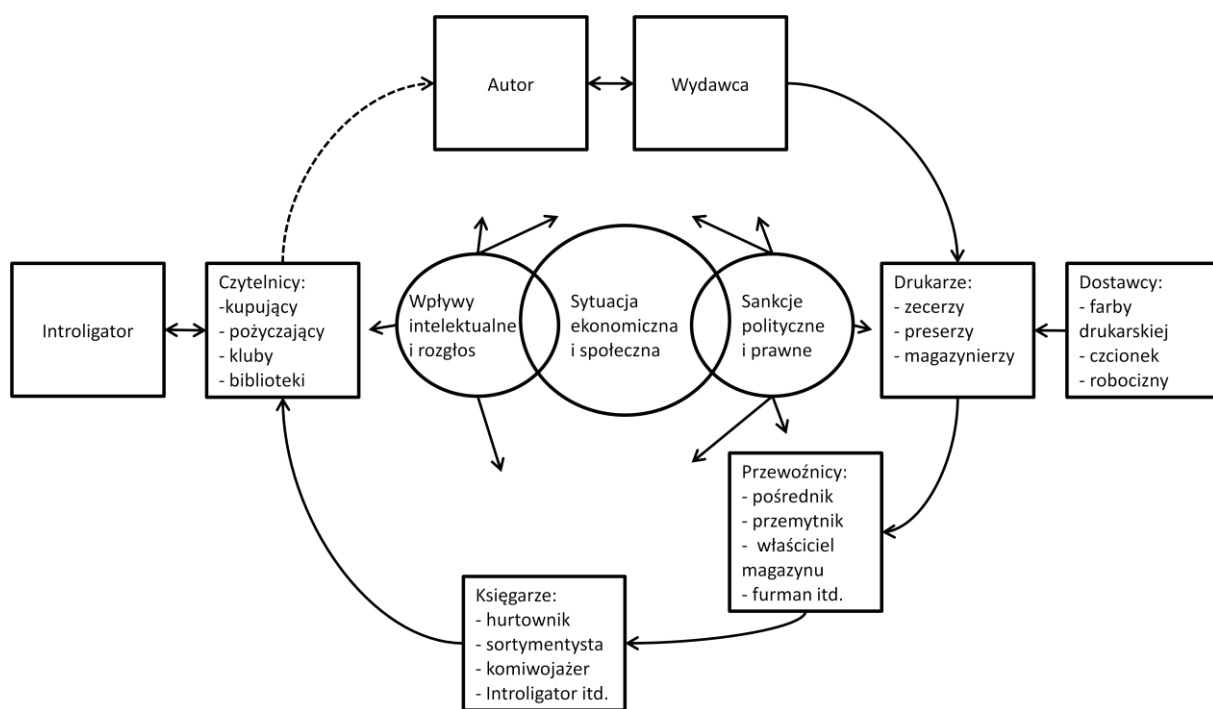 Autor
Wydawca
Introligator
Czytelnicy:
-kupujący
- pożyczający
- kluby
- biblioteki
Wpływy
intelektualne
i rozgłos
Sytuacja
ekonomiczna
i społeczna
Sankcje
polityczne
i prawne
Drukarze:
- zecerzy
- preserzy
- magazynierzy
Dostawcy:
- farby
drukarskiej
- czcionek
- robocizny
Przewoźnicy:
- pośrednik
- przemytnik
- właściciel
magazynu
- furman itd.
Księgarze:
- hurtownik
- sortymentysta
- komiwojażer
- Introligator itd.